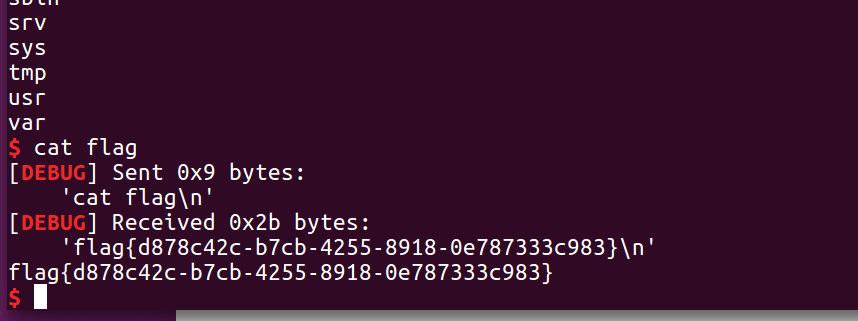 sbin
srv
sys
tmp
usr
var
$ cat flag
[DEBUG] Sent 0x9 bytes:
    'cat flag\n'
[DEBUG] Received 0x2b bytes:
    'flag{d878c42c-b7cb-4255-8918-0e787333c983}\n'
flag{d878c42c-b7cb-4255-8918-0e787333c983}
$